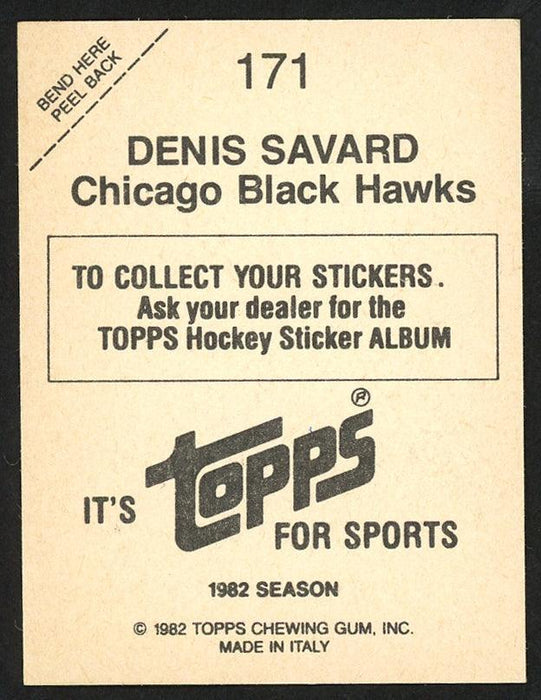 BEND HERE
PEEL BACK
171
DENIS SAVARD
Chicago Black Hawks
TO COLLECT YOUR STICKERS.
Ask your dealer for the
TOPPS Hockey Sticker ALBUM
IT'S topps® FOR SPORTS
1982 SEASON
© 1982 TOPPS CHEWING GUM, INC.
MADE IN ITALY